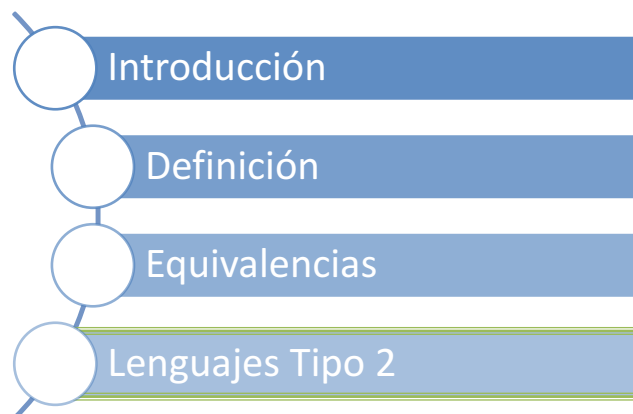 Introducción
Definición
Equivalencias
Lenguajes Tipo 2